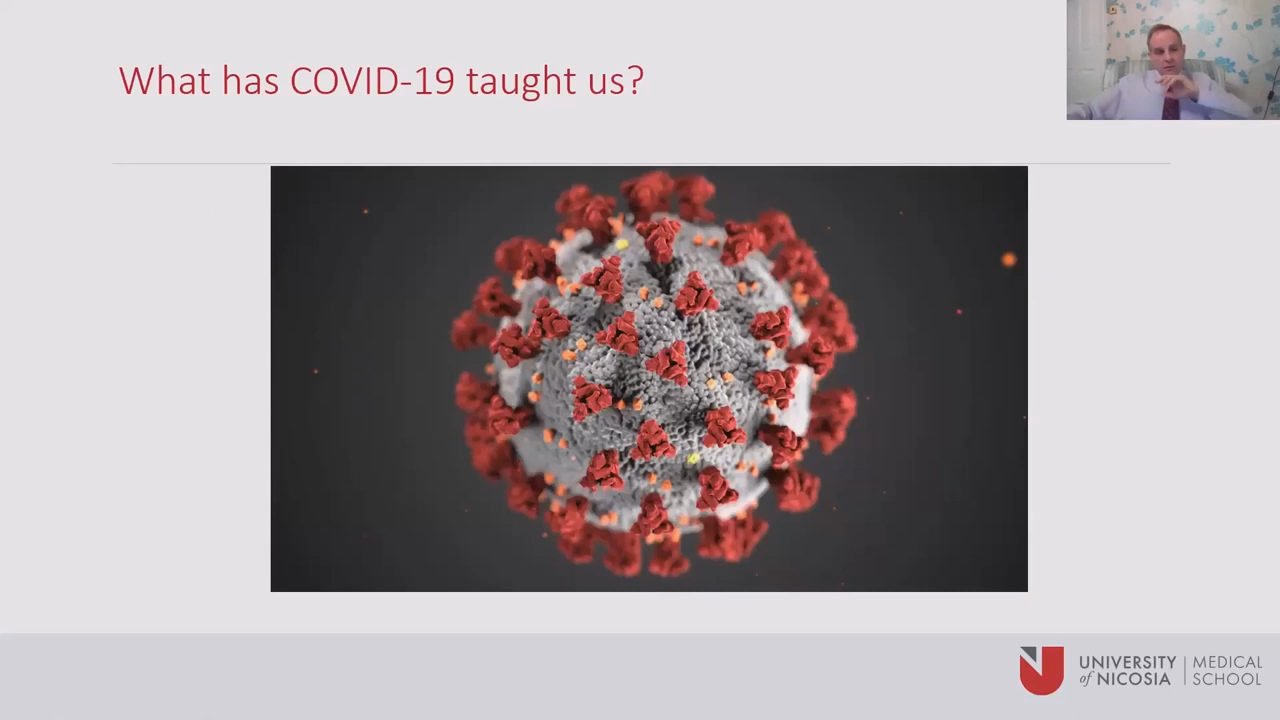 What has COVID-19 taught us?
UNIVERSITY
of NICOSIA
MEDICAL
SCHOOL